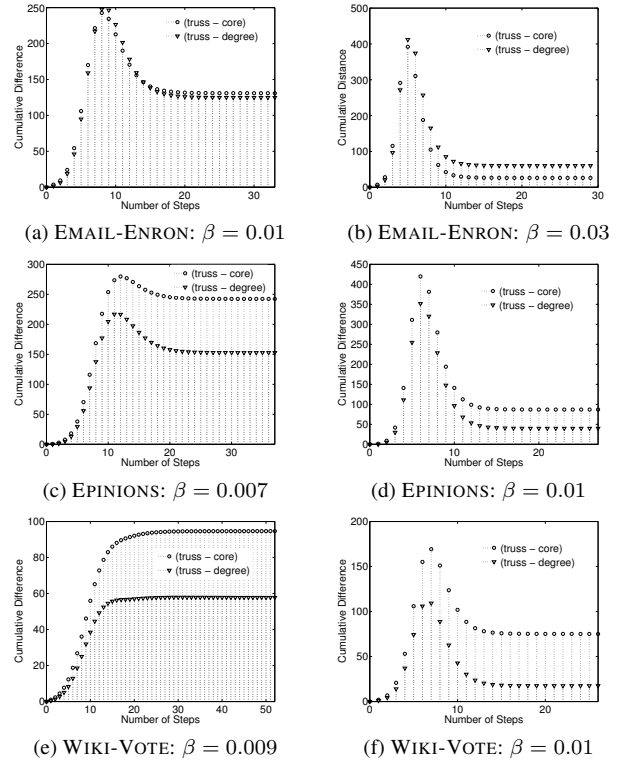 250
200
150
100
50
0
Cumulative Difference
(truss − core)
(truss − degree)
0 10 20 30
Number of Steps
(a) EMAIL-ENRON: β = 0.01
500
400
300
200
100
0
Cumulative Distance
(truss − core)
(truss − degree)
0 10 20 30
Number of Steps
(b) EMAIL-ENRON: β = 0.03
300
250
200
150
100
50
0
Cumulative Difference
(truss − core)
(truss − degree)
0 10 20 30
Number of Steps
(c) EPINIONS: β = 0.007
450
400
350
300
250
200
150
100
50
0
Cumulative Difference
(truss − core)
(truss − degree)
0 10 20
Number of Steps
(d) EPINIONS: β = 0.01
100
80
60
40
20
0
Cumulative Difference
(truss − core)
(truss − degree)
0 10 20 30 40 50
Number of Steps
(e) WIKI-VOTE: β = 0.009
200
150
100
50
0
Cumulative Difference
(truss − core)
(truss − degree)
0 10 20
Number of Steps
(f) WIKI-VOTE: β = 0.01